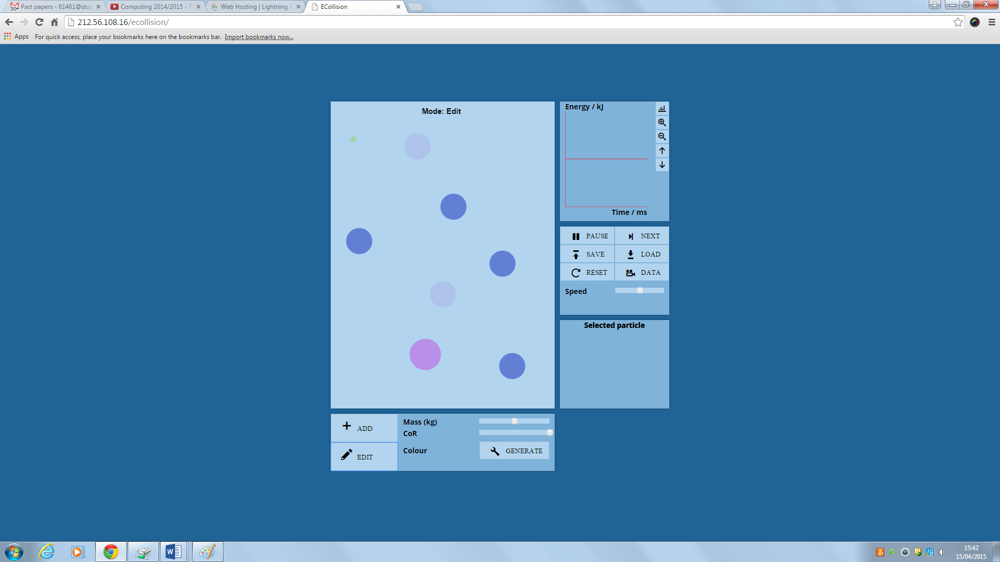 30+
Past papers - 61461@stuc
Computing 2014/2015 - T
Web Hosting | Lightning F
ECollision
212.56.108.16/ecollision/
Apps
For quick access, place your bookmarks here on the bookmarks bar. Import bookmarks now...
Mode: Edit
Energy / kJ
Time / ms
PAUSE
NEXT
SAVE
LOAD
RESET
DATA
Speed
Selected particle
ADD
EDIT
Mass (kg)
CoR
Colour
GENERATE
W
15:42
15/04/2015